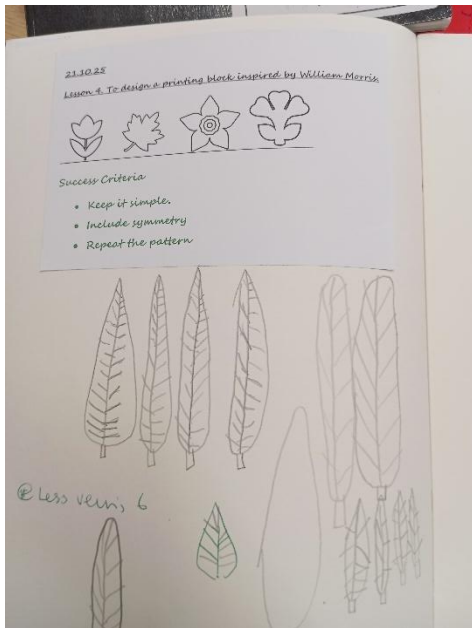 21.10.25
Lesson 4. To design a printing block inspired by William Morris.
Success Criteria
• Keep it simple.
• Include symmetry
• Repeat the pattern
Less veins 6